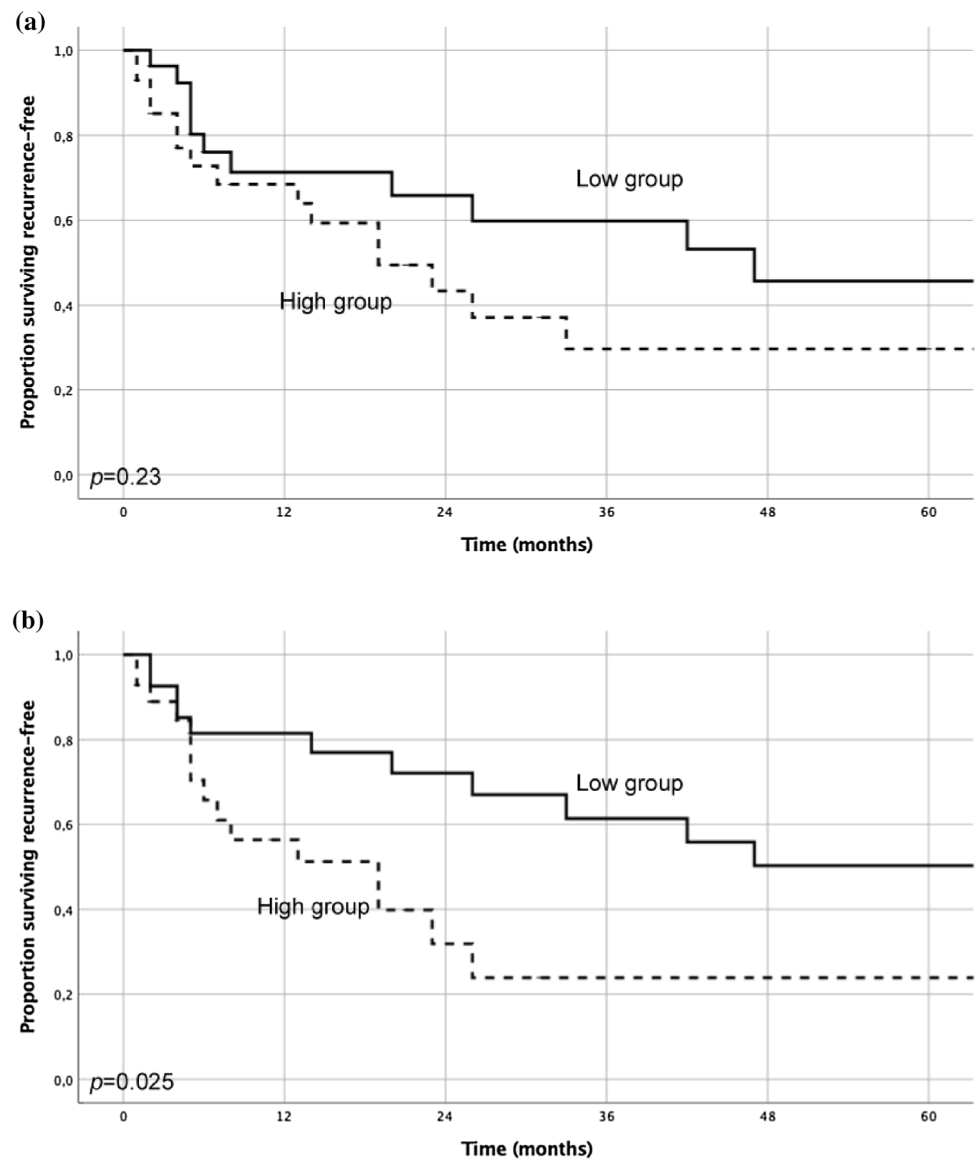 (a)
Proportion surviving recurrence-free
1,0
0,8
0,6
0,4
0,2
0,0
Low group
High group
p=0.23
0 12 24 36 48 60
Time (months)
(b)
Proportion surviving recurrence-free
1,0
0,8
0,6
0,4
0,2
0,0
Low group
High group
p=0.025
0 12 24 36 48 60
Time (months)